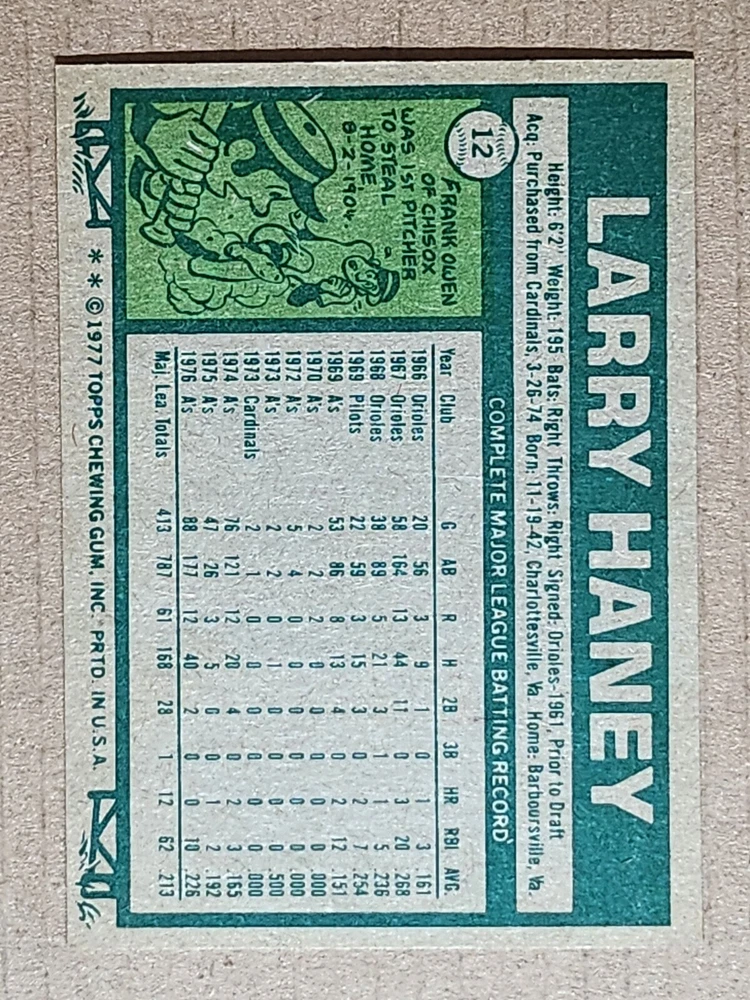 LARRY HANEY
Height: 6'2" Weight: 195 Bats: Right Throws: Right Signed: Orioles-1961, Prior to Draft
Acq: Purchased from Cardinals, 3-26-74 Born: 11-19-42, Charlottesville, Va. Home: Barboursville, Va.
12
COMPLETE MAJOR LEAGUE BATTING RECORD
FRANK OWEN
OF CHISOX
WAS 1ST PITCHER
TO STEAL
HOME
8-2-1904.
Year Club G AB R H 2B 3B HR RBI AVG.
1966 Orioles 20 56 3 9 1 0 1 3 .161
1967 Orioles 58 164 13 44 11 0 3 20 .268
1968 Orioles 38 89 5 21 3 1 1 5 .236
1969 Pilots 22 59 3 15 3 0 2 7 .254
1969 A's 53 86 8 13 4 0 2 12 .151
1970 A's 2 2 2 0 0 0 0 0 .000
1972 A's 5 4 0 0 0 0 0 0 .000
1973 A's 2 2 0 1 0 0 0 0 .500
1973 Cardinals 2 1 0 0 0 0 0 0 .000
1974 A's 76 121 12 20 4 0 2 3 .165
1975 A's 47 26 3 5 0 0 1 2 .192
1976 A's 88 177 12 40 2 0 0 10 .226
Maj. Lea Totals 413 787 61 168 28 1 12 62 .213
* * © 1977 TOPPS CHEWING GUM, INC. PRTD. IN U.S.A.